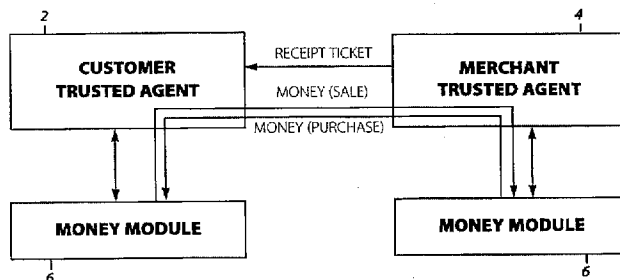 2
4
CUSTOMER
TRUSTED AGENT
RECEIPT TICKET
MERCHANT
TRUSTED AGENT
MONEY (SALE)
MONEY (PURCHASE)
MONEY MODULE
MONEY MODULE
6
6